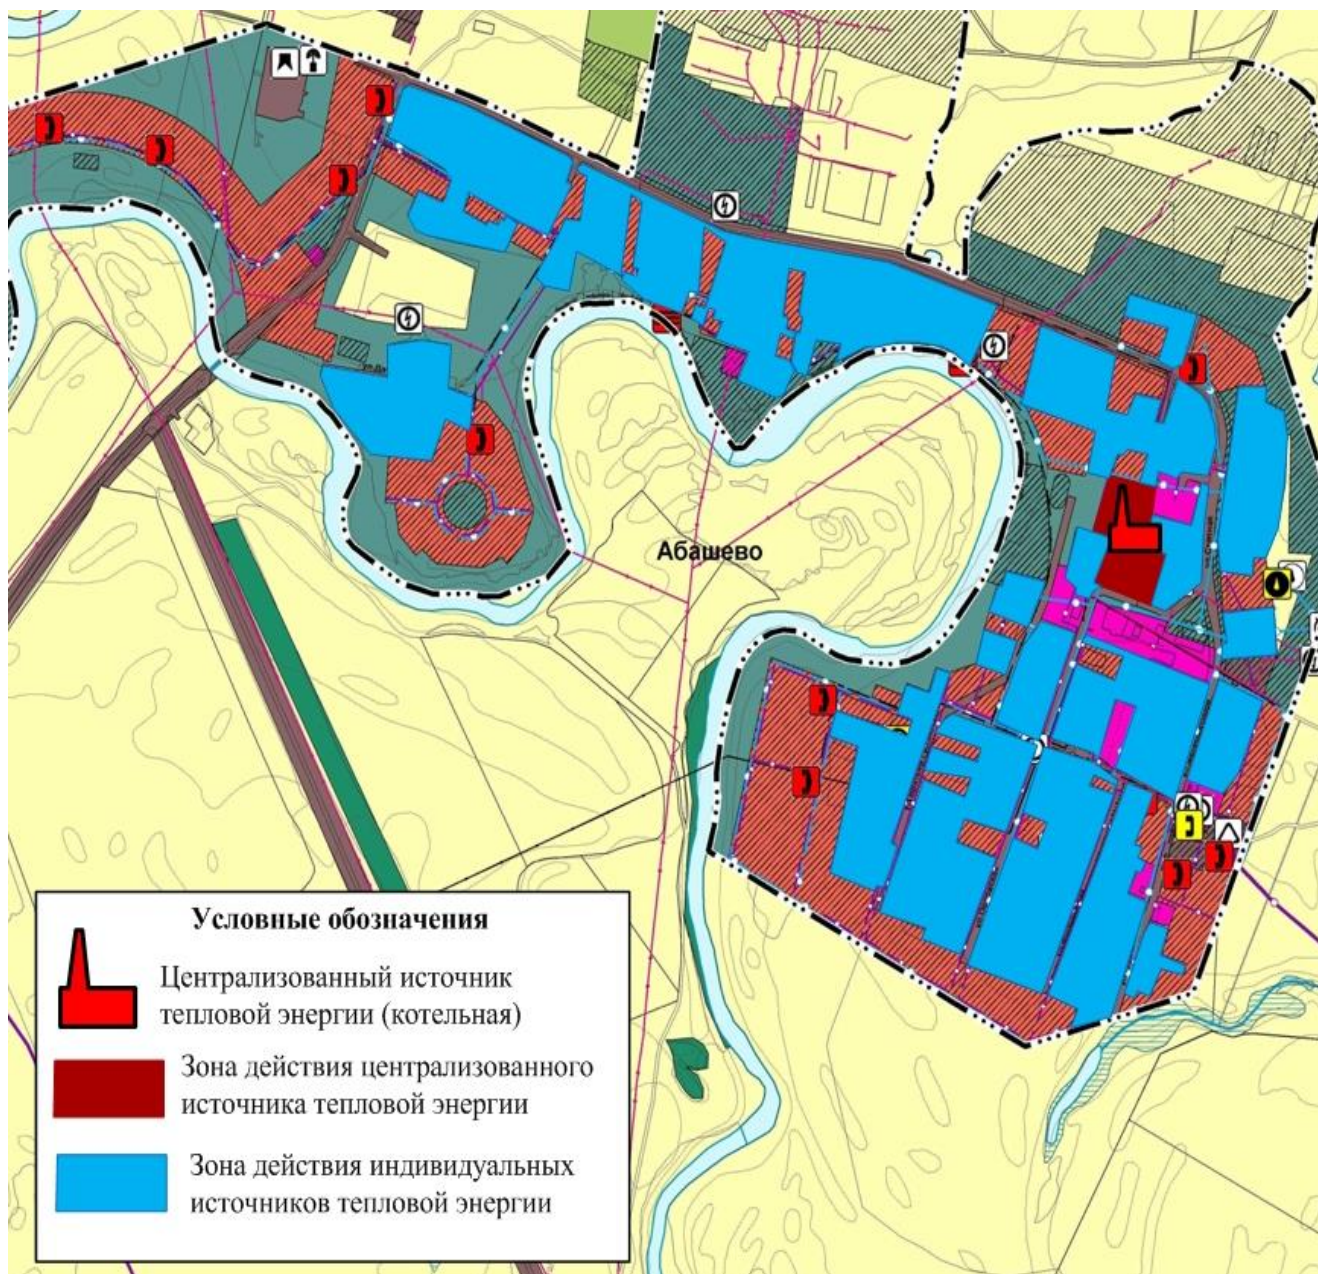 Абашево
Условные обозначения
Централизованный источник
тепловой энергии (котельная)
Зона действия централизованного
источника тепловой энергии
Зона действия индивидуальных
источников тепловой энергии